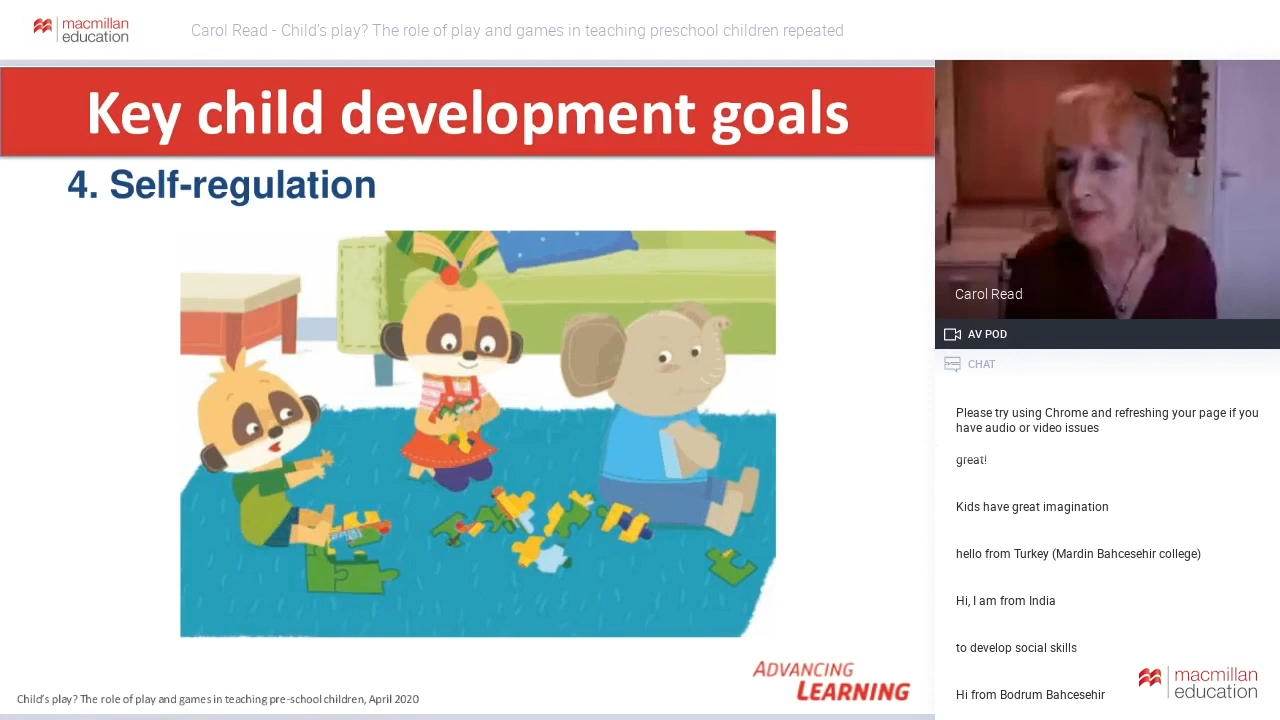 macmillan
education
Carol Read - Child's play? The role of play and games in teaching preschool children repeated
Key child development goals
4. Self-regulation
Child's play? The role of play and games in teaching pre-school children, April 2020
ADVANCING
LEARNING
Carol Read
AV POD
CHAT
Please try using Chrome and refreshing your page if you
have audio or video issues
great!
Kids have great imagination
hello from Turkey (Mardin Bahcesehir college)
Hi, I am from India
to develop social skills
Hi from Bodrum Bahcesehir
macmillan
education